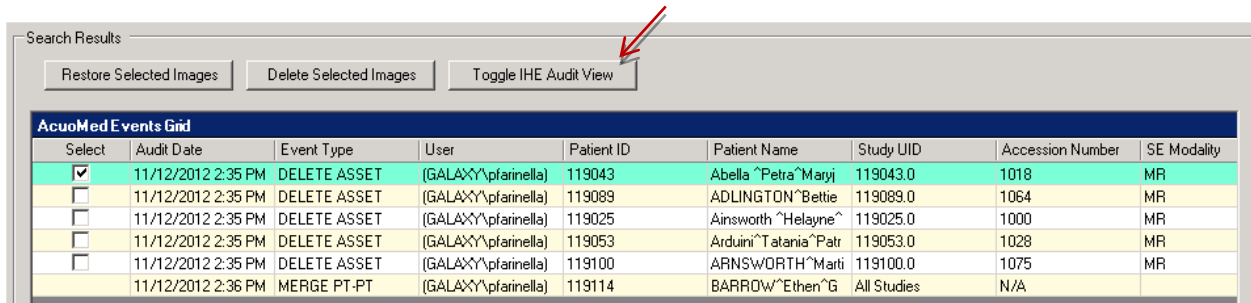 Search Results
Restore Selected Images Delete Selected Images Toggle IHE Audit View
AcuoMed Events Grid
Select Audit Date Event Type User Patient ID Patient Name Study UID Accession Number SE Modality
11/12/2012 2:35 PM DELETE ASSET (GALAXY\pfarinella) 119043 Abella ^Petra^Maryj 119043.0 1018 MR
11/12/2012 2:35 PM DELETE ASSET (GALAXY\pfarinella) 119089 ADLINGTON^Bettie 119089.0 1064 MR
11/12/2012 2:35 PM DELETE ASSET (GALAXY\pfarinella) 119025 Ainsworth ^Helayne^ 119025.0 1000 MR
11/12/2012 2:35 PM DELETE ASSET (GALAXY\pfarinella) 119053 Arduini^Tatania^Patr 119053.0 1028 MR
11/12/2012 2:35 PM DELETE ASSET (GALAXY\pfarinella) 119100 ARNSWORTH^Marti 119100.0 1075 MR
11/12/2012 2:36 PM MERGE PT-PT (GALAXY\pfarinella) 119114 BARROW^Ethen^G All Studies N/A